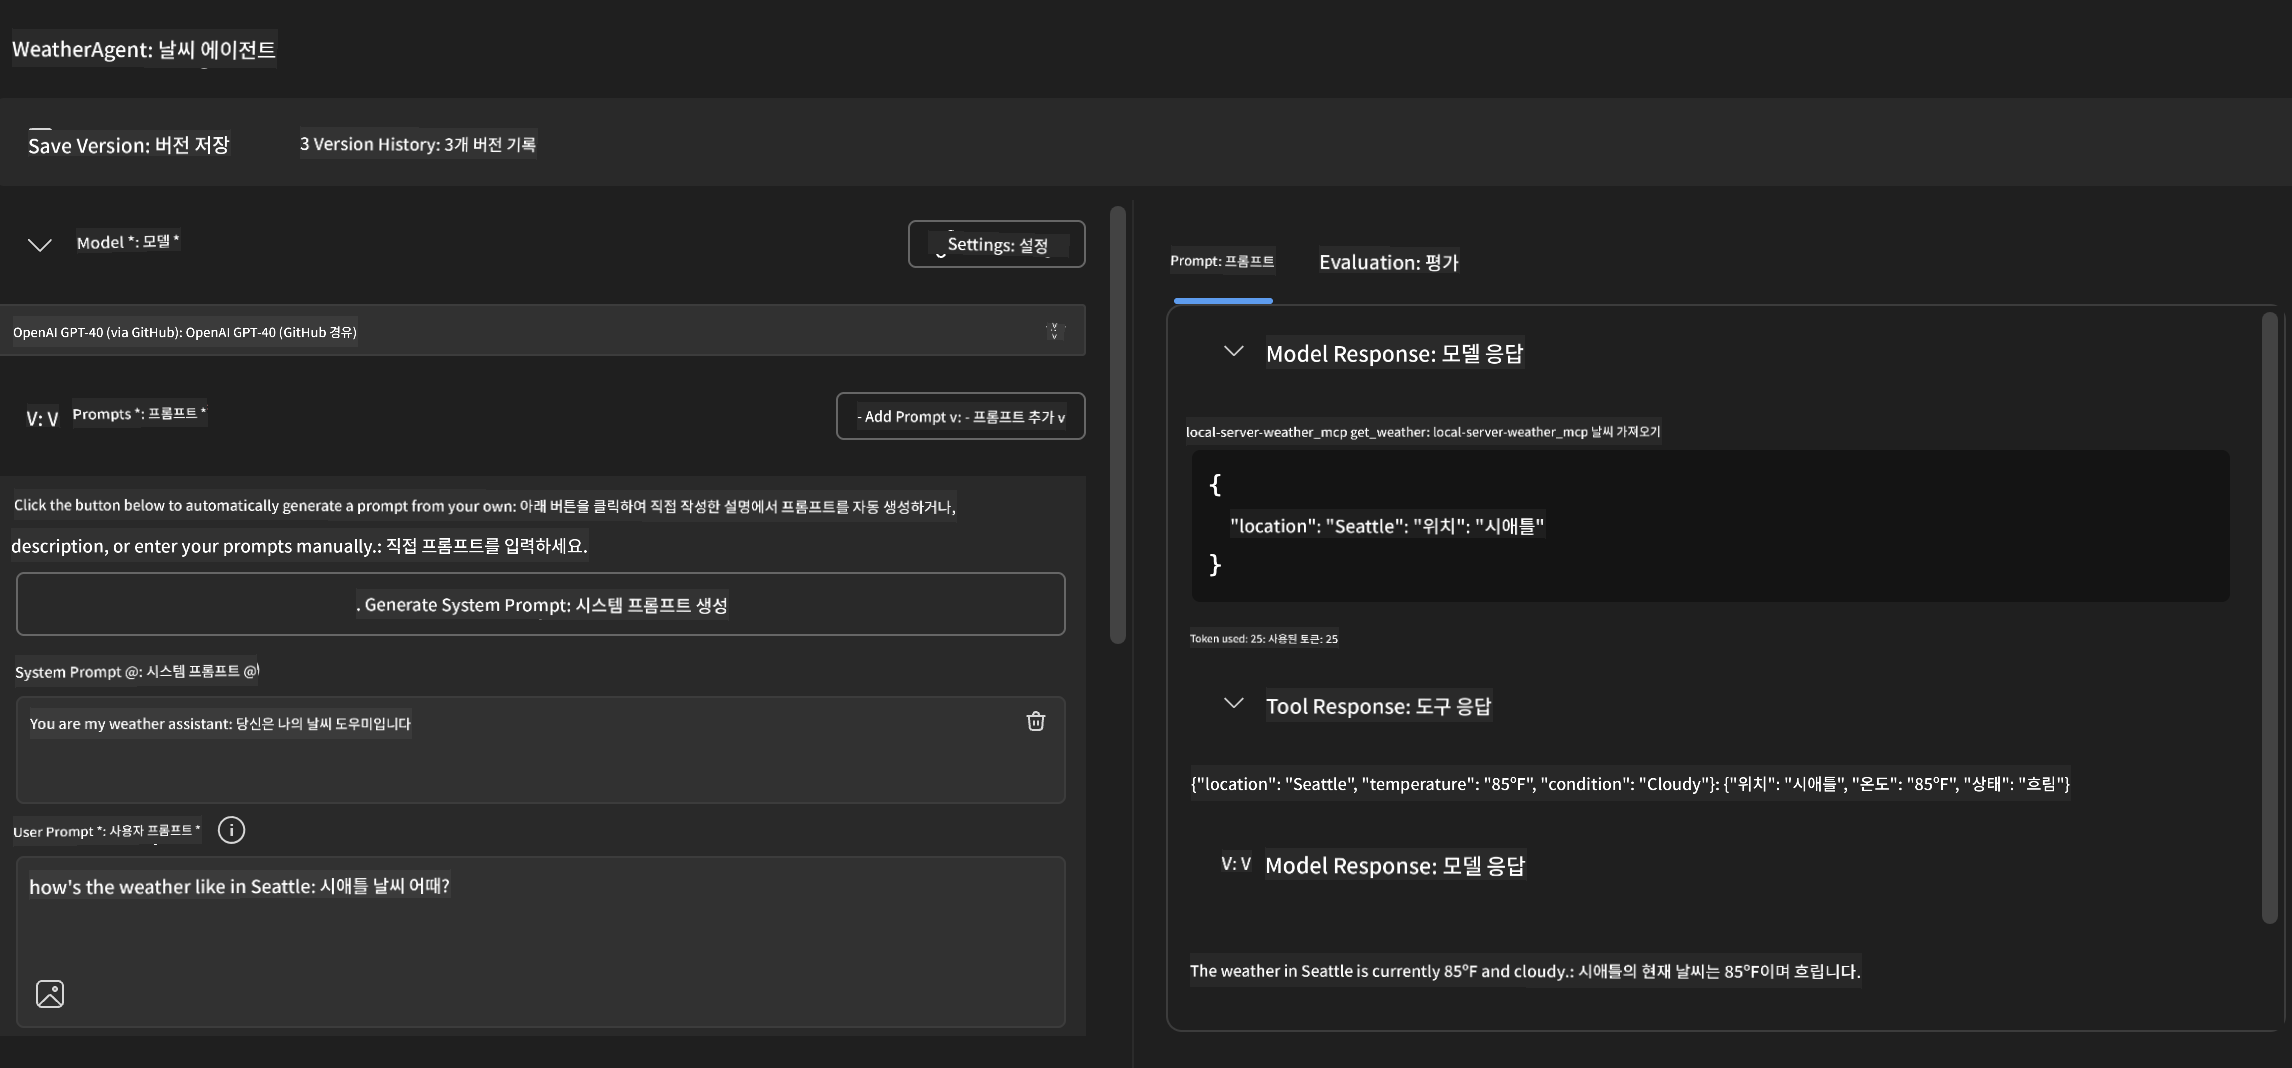 WeatherAgent: 날씨 에이전트
Save Version: 버전 저장
3 Version History: 3개 버전 기록
Model *: 모델 *
Settings: 설정
OpenAI GPT-40 (via GitHub): OpenAI GPT-40 (GitHub 경유)
V: V
Prompts *: 프롬프트 *
- Add Prompt v: - 프롬프트 추가 v
Click the button below to automatically generate a prompt from your own: 아래 버튼을 클릭하여 직접 작성한 설명에서 프롬프트를 자동 생성하거나,
description, or enter your prompts manually.: 직접 프롬프트를 입력하세요.
. Generate System Prompt: 시스템 프롬프트 생성
System Prompt @: 시스템 프롬프트 @
You are my weather assistant: 당신은 나의 날씨 도우미입니다
User Prompt *: 사용자 프롬프트 *
how's the weather like in Seattle: 시애틀 날씨 어때?
Prompt: 프롬프트
Evaluation: 평가
Model Response: 모델 응답
local-server-weather_mcp get_weather: local-server-weather_mcp 날씨 가져오기
{
"location": "Seattle": "위치": "시애틀"
}
Token used: 25: 사용된 토큰: 25
Tool Response: 도구 응답
{"location": "Seattle", "temperature": "85°F", "condition": "Cloudy"}: {"위치": "시애틀", "온도": "85°F", "상태": "흐림"}
V: V
Model Response: 모델 응답
The weather in Seattle is currently 85°F and cloudy.: 시애틀의 현재 날씨는 85°F이며 흐립니다.